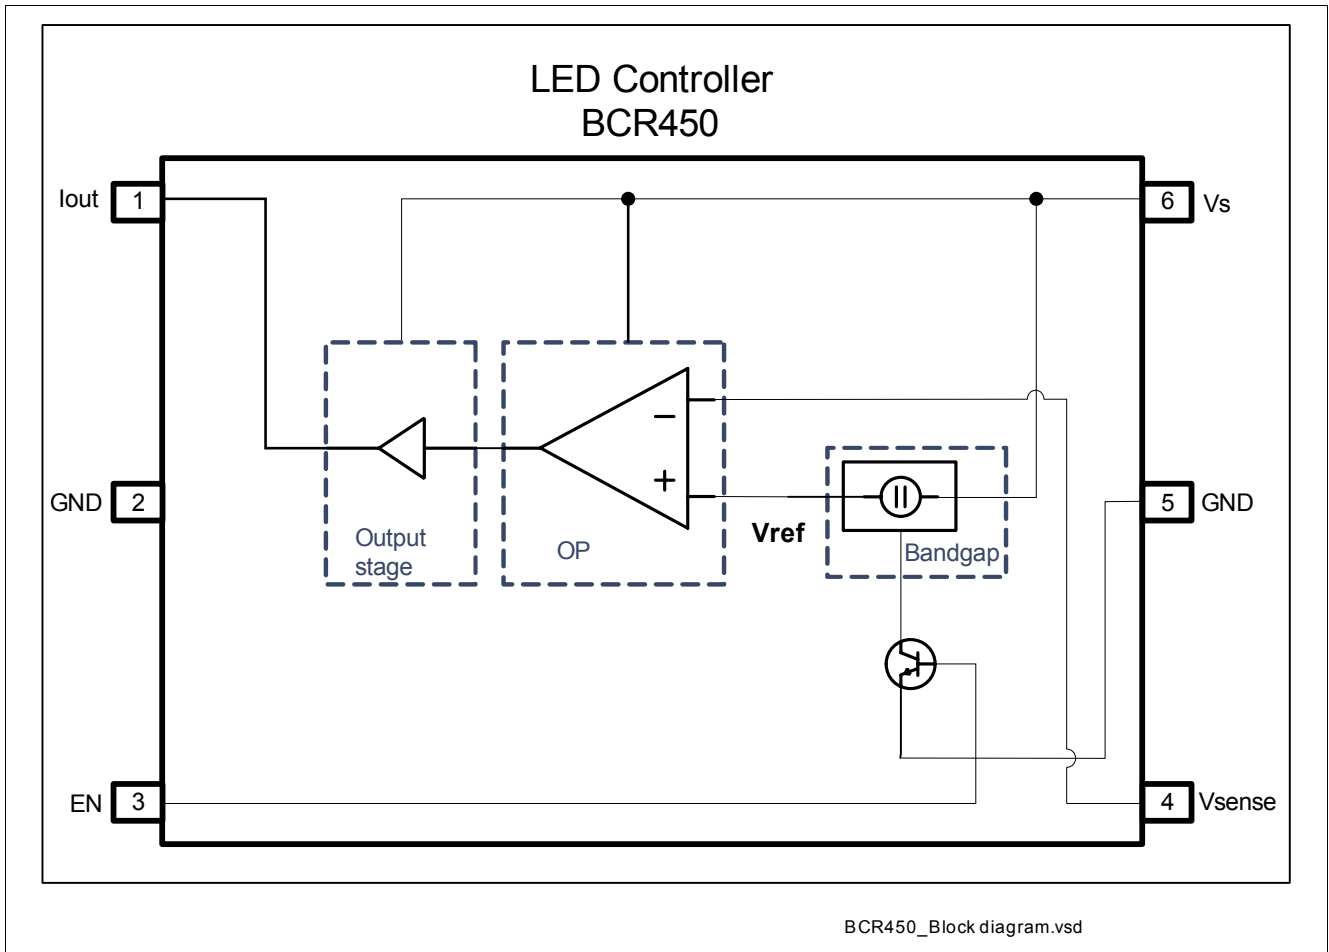 LED Controller
BCR450
Iout 1
6 Vs
− 
+
Output
stage
OP
Vref
Bandgap
GND 2
5 GND
EN 3
4 Vsense
BCR450_Block diagram.vsd